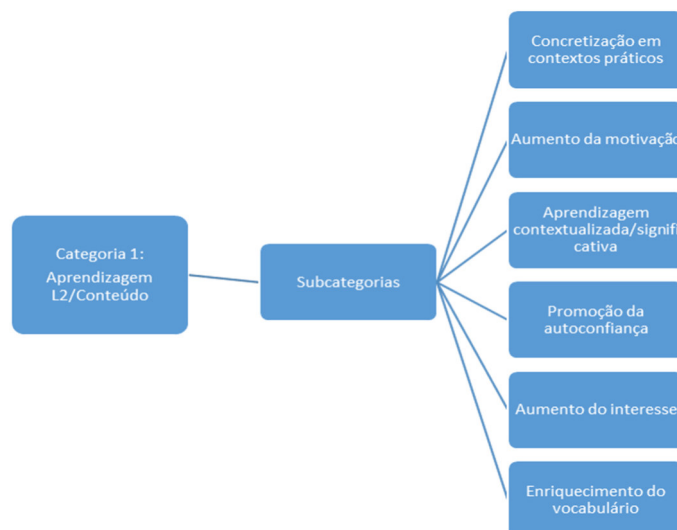 Categoria 1:
Aprendizagem
L2/Conteúdo
Subcategorias
Concretização em
contextos práticos
Aumento da motivação
Aprendizagem
contextualizada/signifi
cativa
Promoção da
autoconfiança
Aumento do interesse
Enriquecimento do
vocabulário